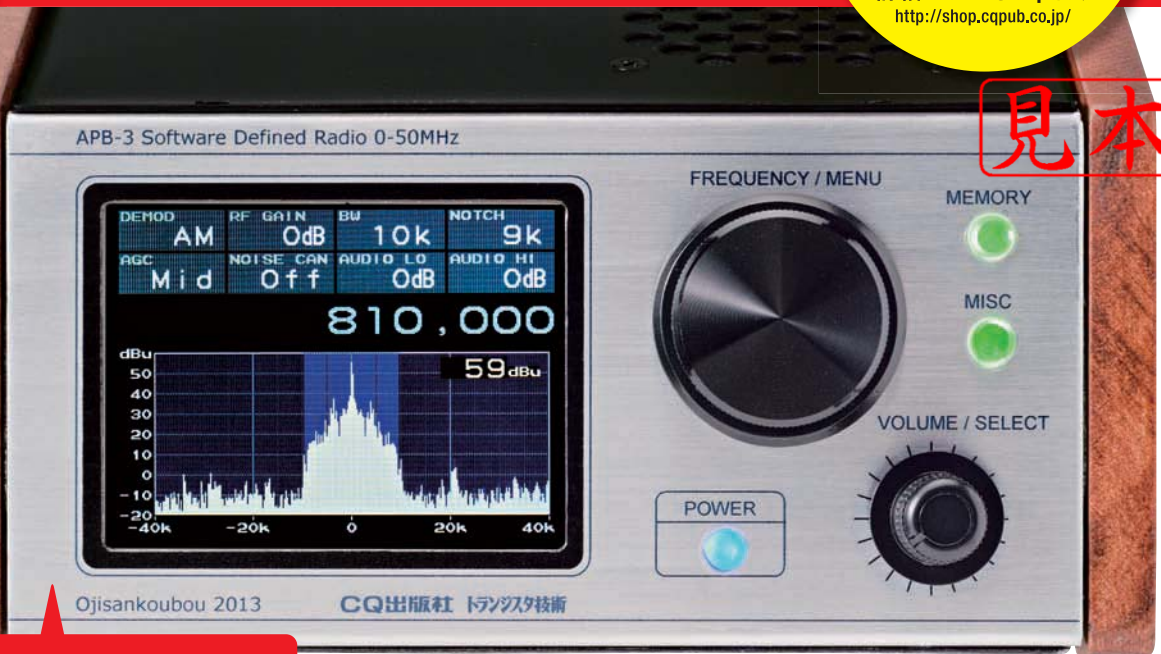 http://shop.cqpub.co.jp/
見本
APB-3 Software Defined Radio 0-50MHz
FREQUENCY / MENU
MEMORY
DEMOD RF GAIN BW NOTCH
AM 0dB 10k 9k
AGC NOISE CAN AUDIO LO AUDIO HI
Mid Off 0dB 0dB
MISC
810,000
dBu
59dBu
50
40
30
20
10
0
-10
-20
-40k -20k 0 20k 40k
VOLUME / SELECT
POWER
Ojisankoubou 2013 CQ出版社 トランジスタ技術